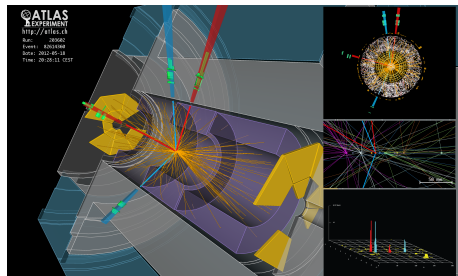 ATLAS
EXPERIMENT
http://atlas.ch
Run: 203602
Event: 82614360
Date: 2012-05-18
Time: 20:28:11 CEST
50 mm